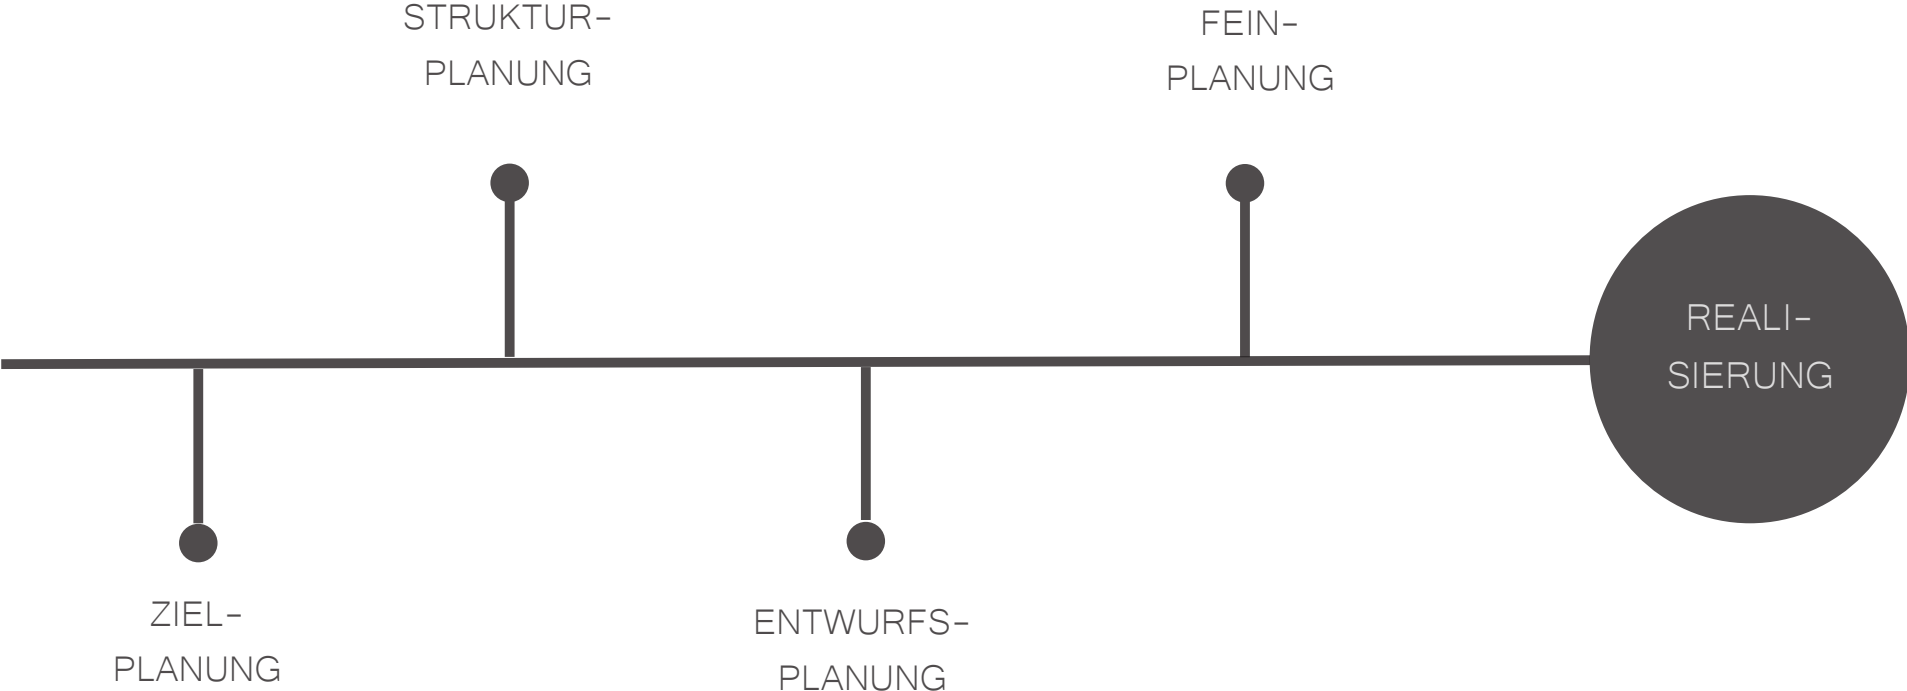 STRUKTUR-
PLANUNG
FEIN-
PLANUNG
REALI-
SIERUNG
ZIEL-
PLANUNG
ENTWURFS-
PLANUNG